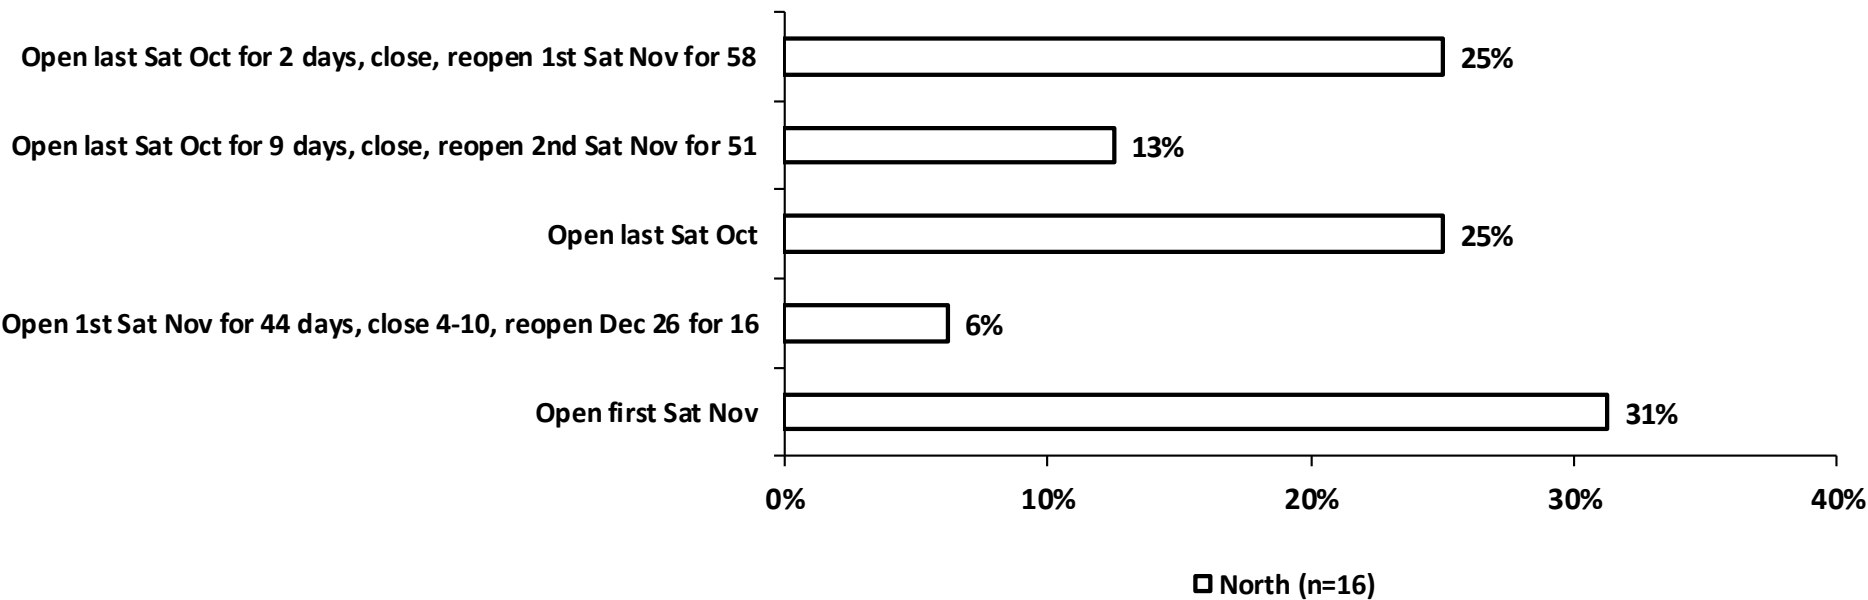 Open last Sat Oct for 2 days, close, reopen 1st Sat Nov for 58
25%
Open last Sat Oct for 9 days, close, reopen 2nd Sat Nov for 51
13%
Open last Sat Oct
25%
Open 1st Sat Nov for 44 days, close 4-10, reopen Dec 26 for 16
6%
Open first Sat Nov
31%
0% 10% 20% 30% 40%
North (n=16)